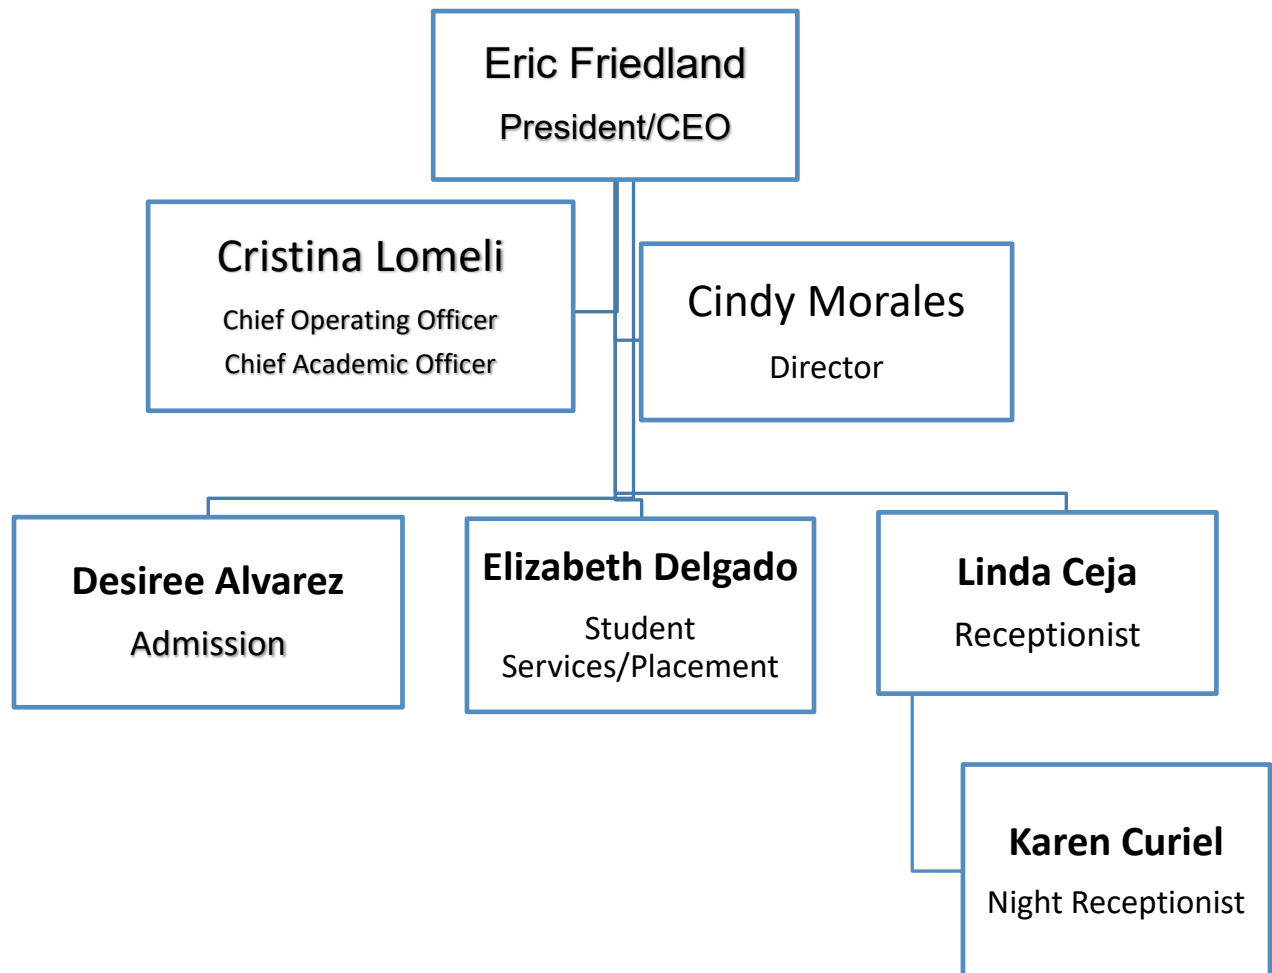 Eric Friedland
President/CEO
Cristina Lomeli
Chief Operating Officer
Chief Academic Officer
Cindy Morales
Director
Desiree Alvarez
Admission
Elizabeth Delgado
Student
Services/Placement
Linda Ceja
Receptionist
Karen Curiel
Night Receptionist